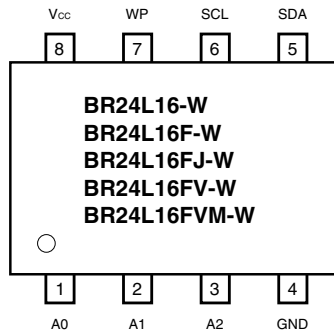 Vcc WP SCL SDA
8 7 6 5
BR24L16-W
BR24L16F-W
BR24L16FJ-W
BR24L16FV-W
BR24L16FVM-W
1 2 3 4
A0 A1 A2 GND